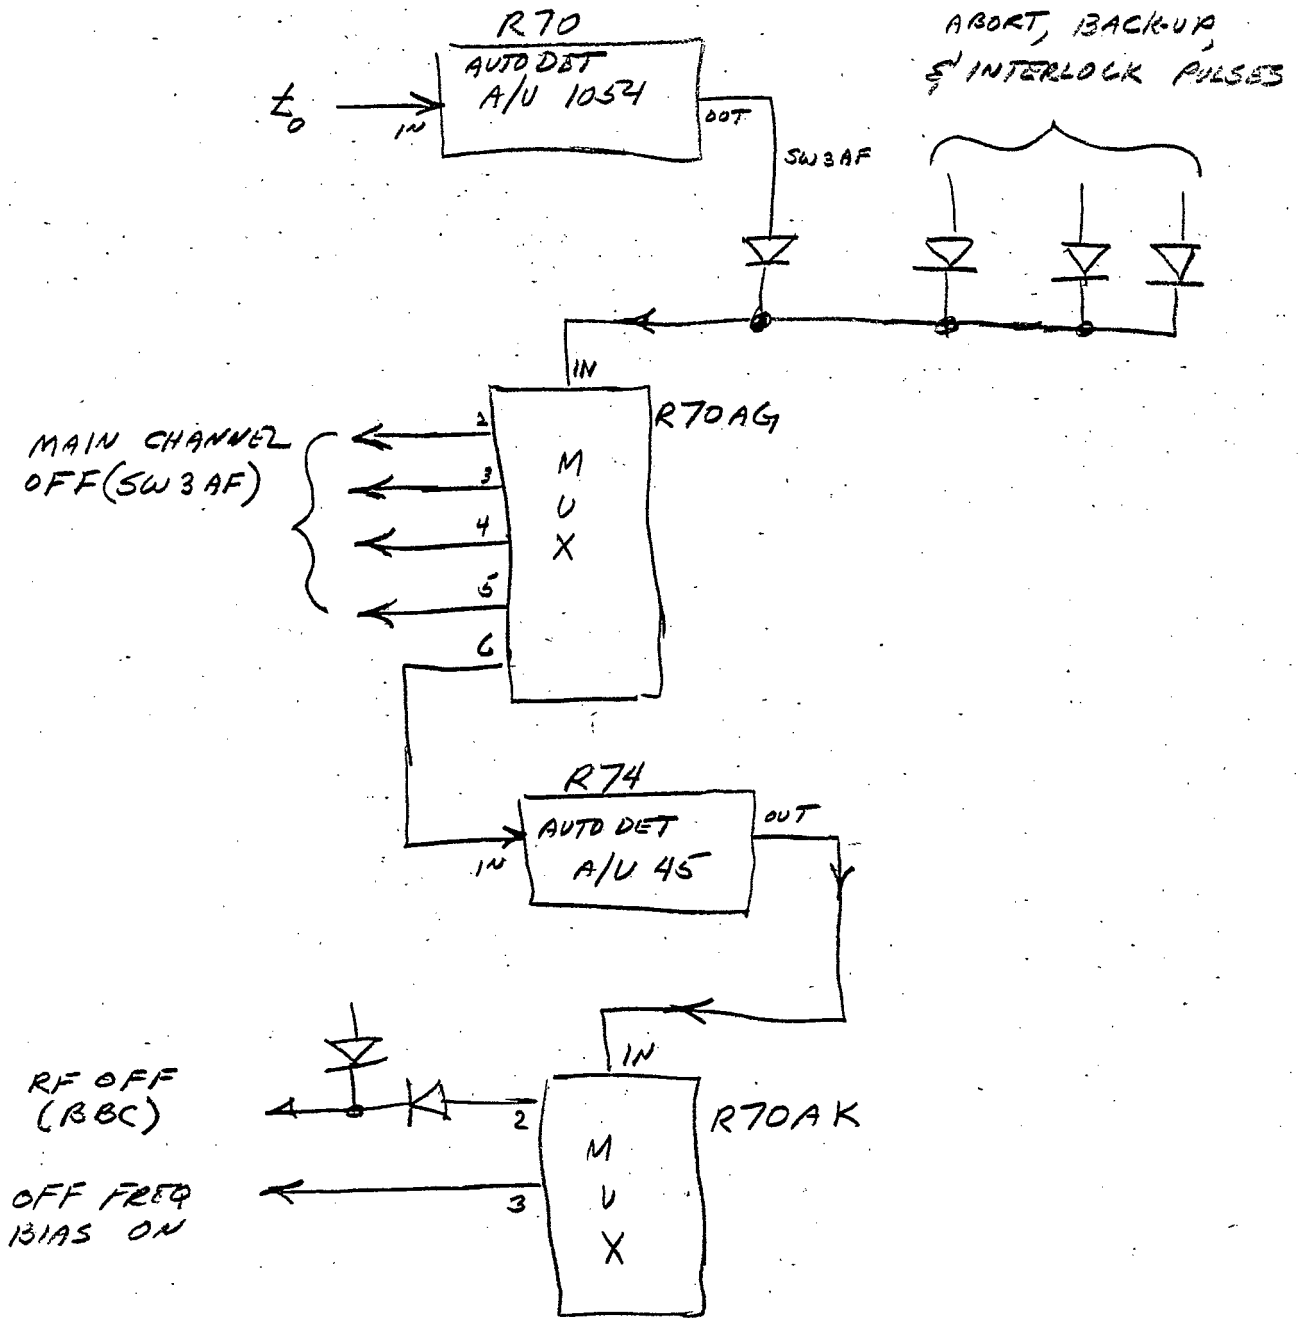 R70
AUTO DET
A/U 1054
t₀
IN
OUT
SW3AF
ABORT, BACK-UP,
& INTERLOCK PULSES
IN
R70AG
MAIN CHANNEL
OFF (SW3AF)
2
3
4
5
6
M
U
X
R74
AUTO DET
A/U 45
IN
OUT
IN
R70AK
RF OFF
(BBC)
2
OFF FREQ
BIAS ON
3
M
U
X